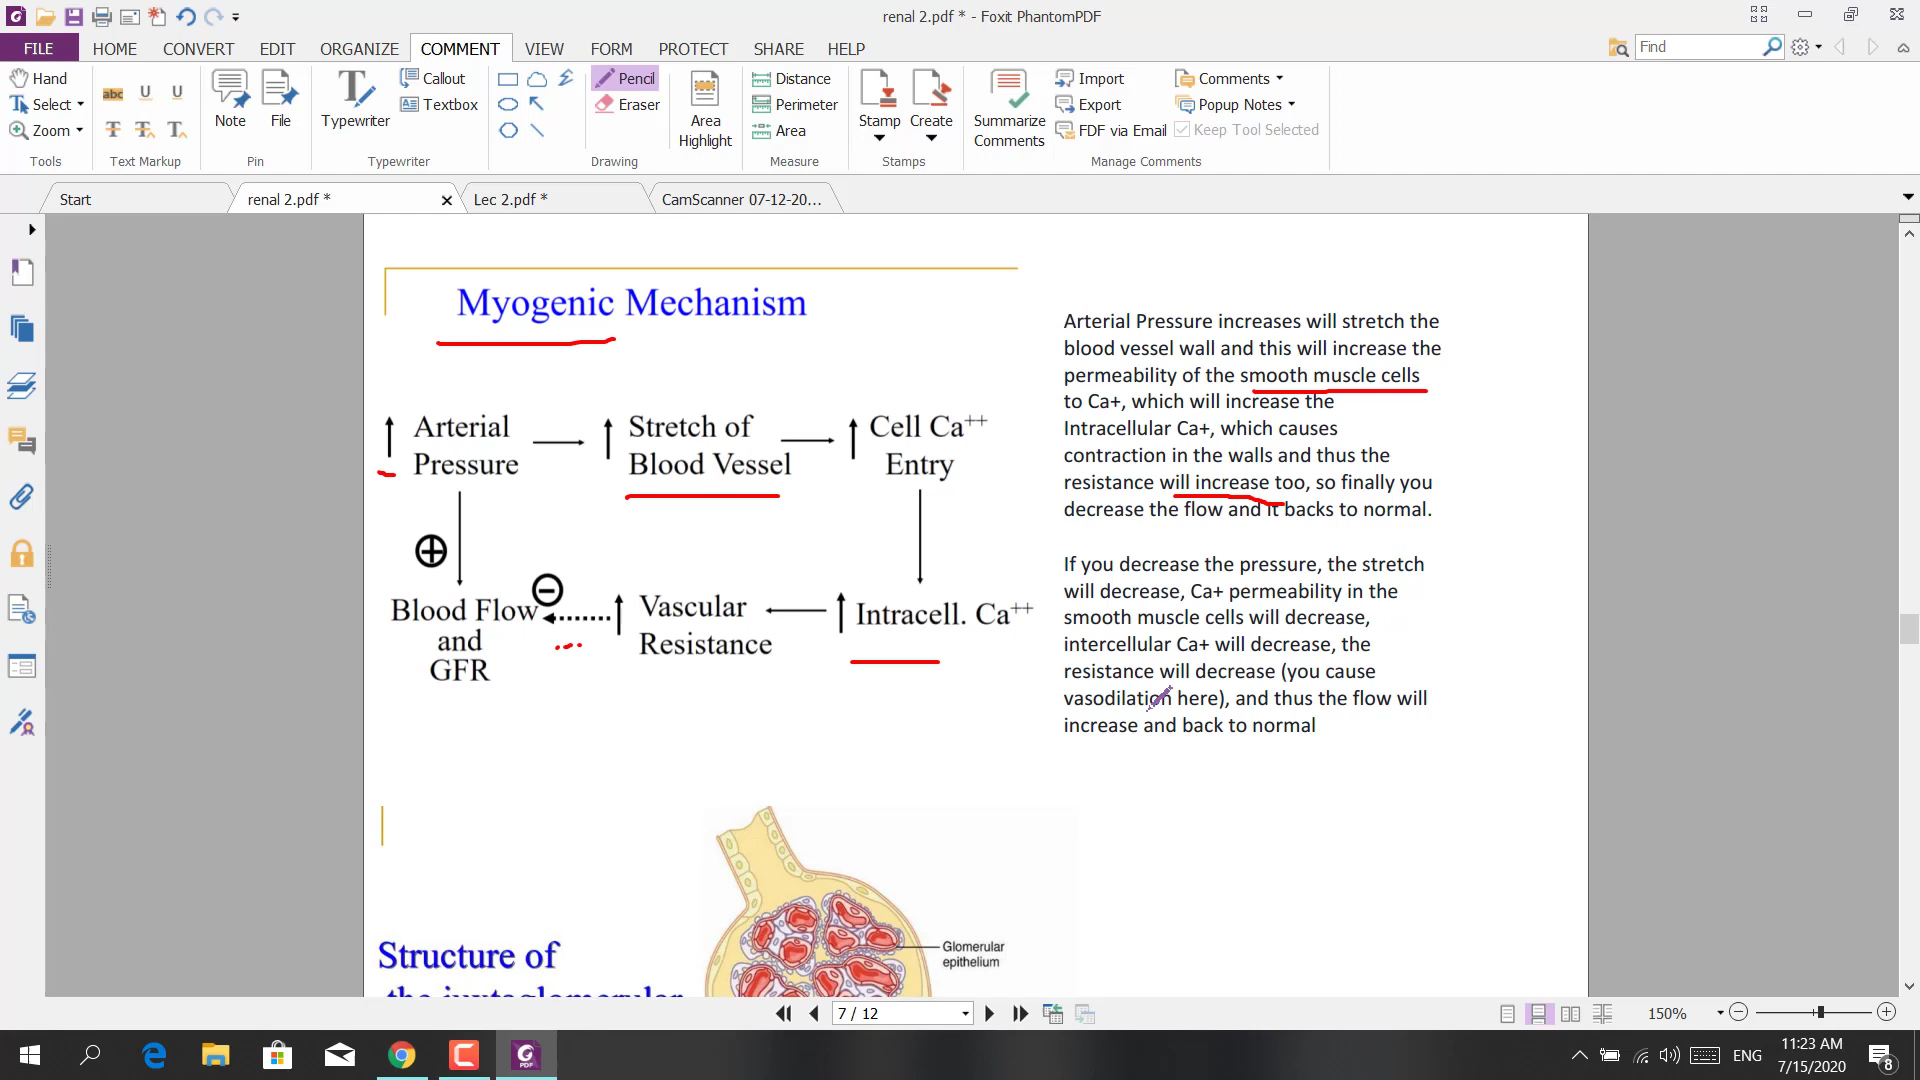 renal 2.pdf * - Foxit PhantomPDF
FILE HOME CONVERT EDIT ORGANIZE COMMENT VIEW FORM PROTECT SHARE HELP Find
Hand
Select
Zoom
Tools
abc U U
T T T
Text Markup
Note
File
Pin
Typewriter
Callout
Textbox
Typewriter
Pencil
Eraser
Drawing
Area
Highlight
Distance
Perimeter
Area
Measure
Stamp
Create
Stamps
Summarize
Comments
Import
Export
FDF via Email
Comments
Popup Notes
Keep Tool Selected
Manage Comments
Start
renal 2.pdf *
Lec 2.pdf *
CamScanner 07-12-20...
Myogenic Mechanism
↑ Arterial
Pressure
↑ Stretch of
Blood Vessel
↑ Cell Ca++
Entry
Blood Flow
and
GFR
↑ Vascular
Resistance
↑ Intracell. Ca++
Arterial Pressure increases will stretch the
blood vessel wall and this will increase the
permeability of the smooth muscle cells
to Ca+, which will increase the
Intracellular Ca+, which causes
contraction in the walls and thus the
resistance will increase too, so finally you
decrease the flow and it backs to normal.
If you decrease the pressure, the stretch
will decrease, Ca+ permeability in the
smooth muscle cells will decrease,
intercellular Ca+ will decrease, the
resistance will decrease (you cause
vasodilation here), and thus the flow will
increase and back to normal
Structure of
the juxtaglomerular
Glomerular
epithelium
7 / 12
150%
PDF
ENG
11:23 AM
7/15/2020
8